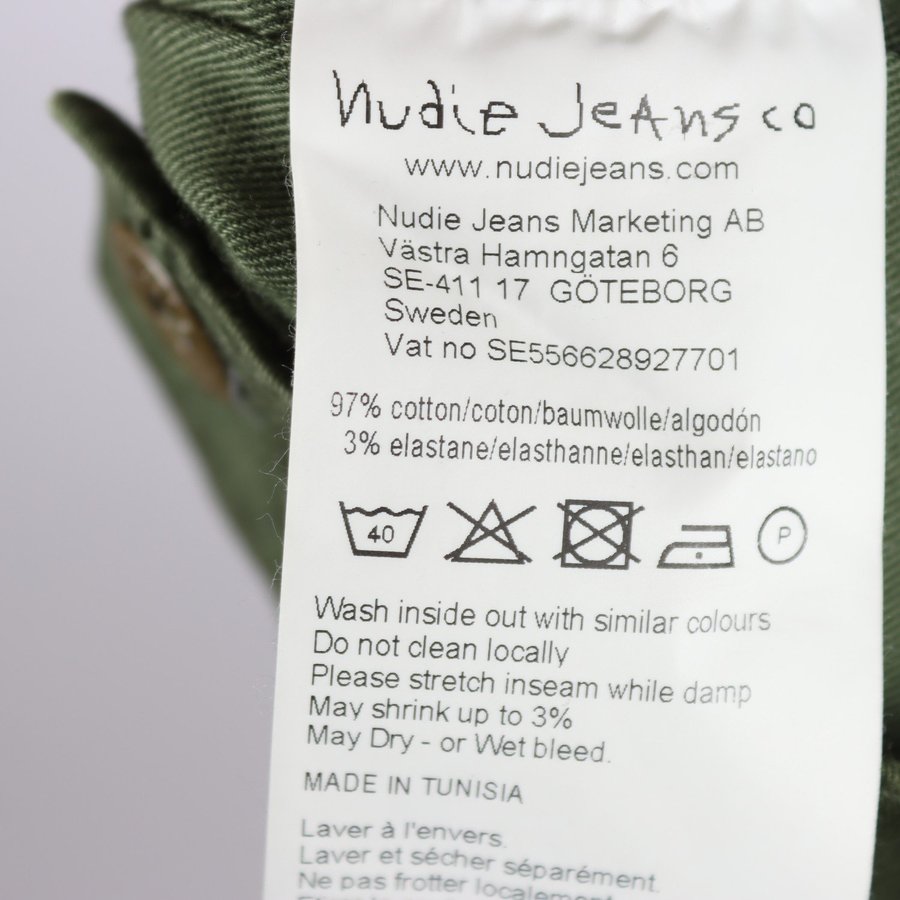 Nudie Jeans co
www.nudiejeans.com
Nudie Jeans Marketing AB
Västra Hamngatan 6
SE-411 17 GÖTEBORG
Sweden
Vat no SE556628927701
97% cotton/coton/baumwolle/algodón
3% elastane/elasthanne/elasthan/elastano
40 P
Wash inside out with similar colours
Do not clean locally
Please stretch inseam while damp
May shrink up to 3%
May Dry - or Wet bleed.
MADE IN TUNISIA
Laver à l'envers.
Laver et sécher séparément.
Ne pas frotter localement